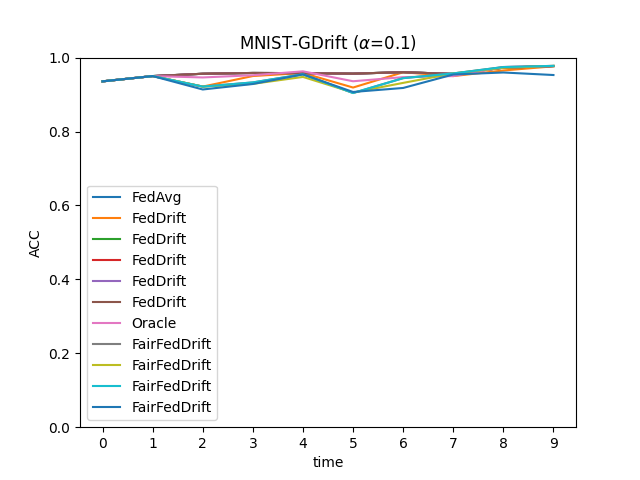 MNIST-GDrift (α=0.1)
1.0
0.8
0.6
0.4
0.2
0.0
ACC
FedAvg
FedDrift
FedDrift
FedDrift
FedDrift
FedDrift
Oracle
FairFedDrift
FairFedDrift
FairFedDrift
FairFedDrift
0 1 2 3 4 5 6 7 8 9
time